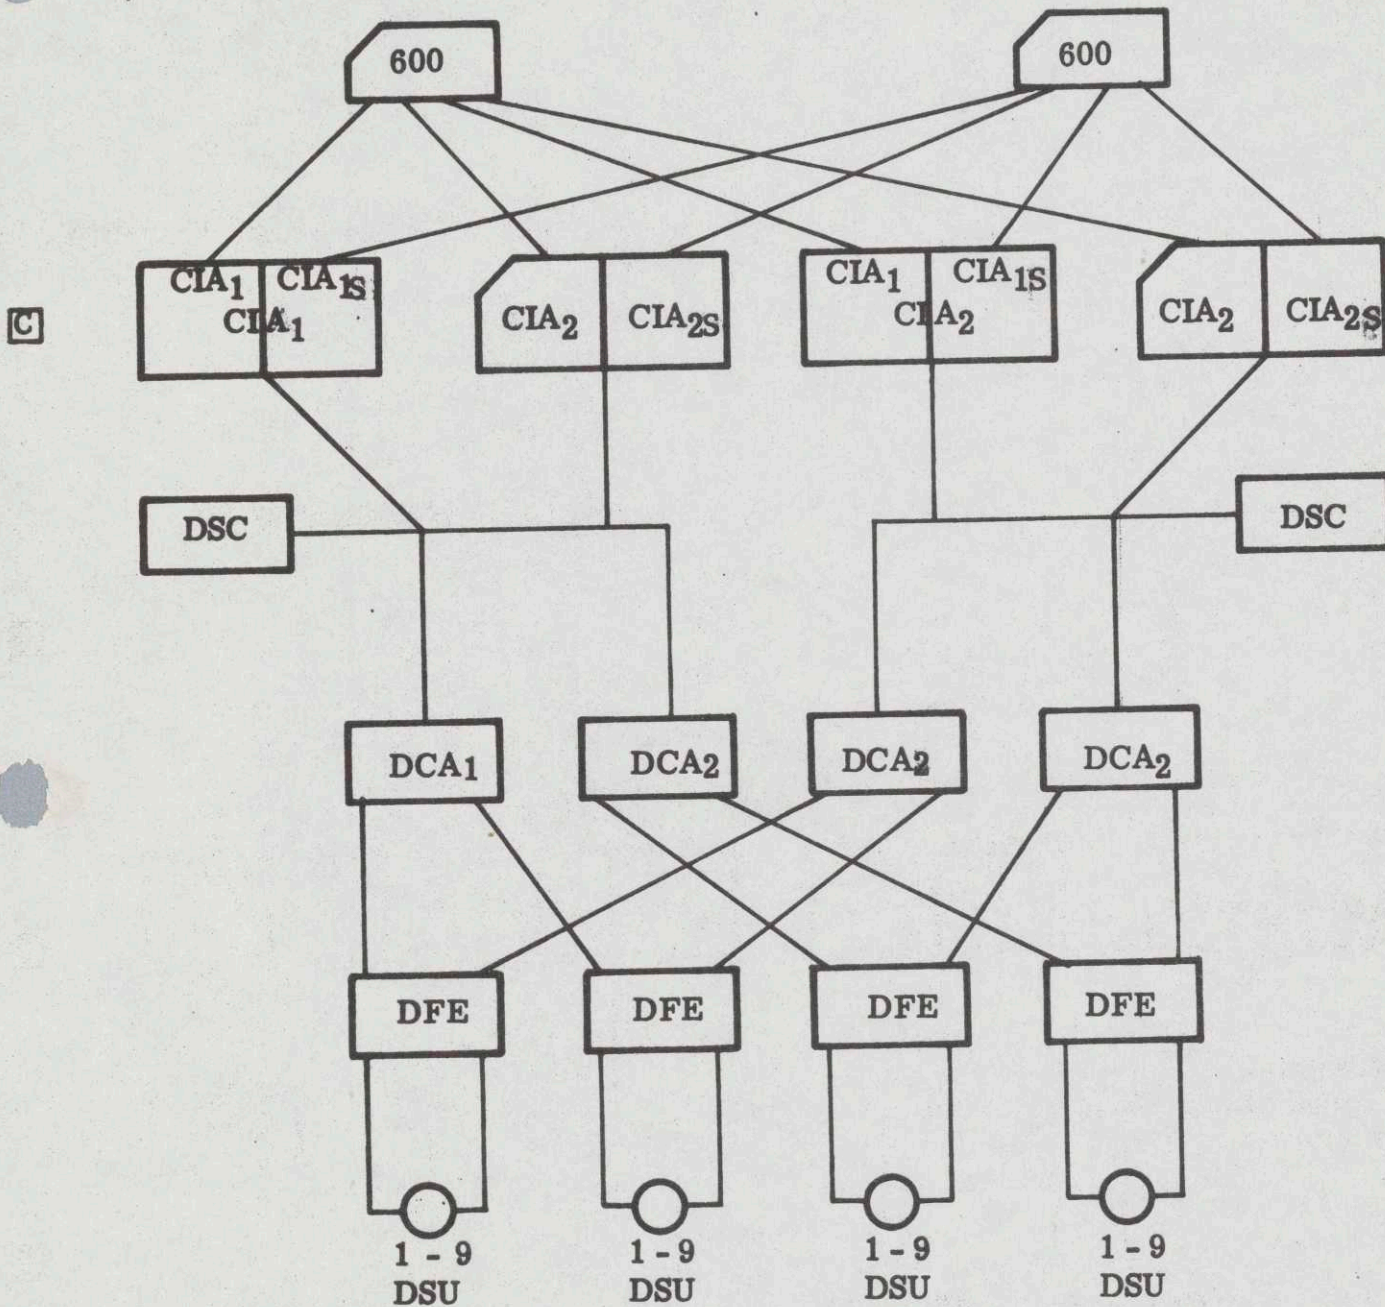 600
600
CIA1
CIA1S
CIA1
CIA2
CIA2S
CIA1
CIA1S
CIA2
CIA2
CIA2S
C
DSC
DSC
DCA1
DCA2
DCA2
DCA2
DFE
DFE
DFE
DFE
1 - 9
DSU
1 - 9
DSU
1 - 9
DSU
1 - 9
DSU